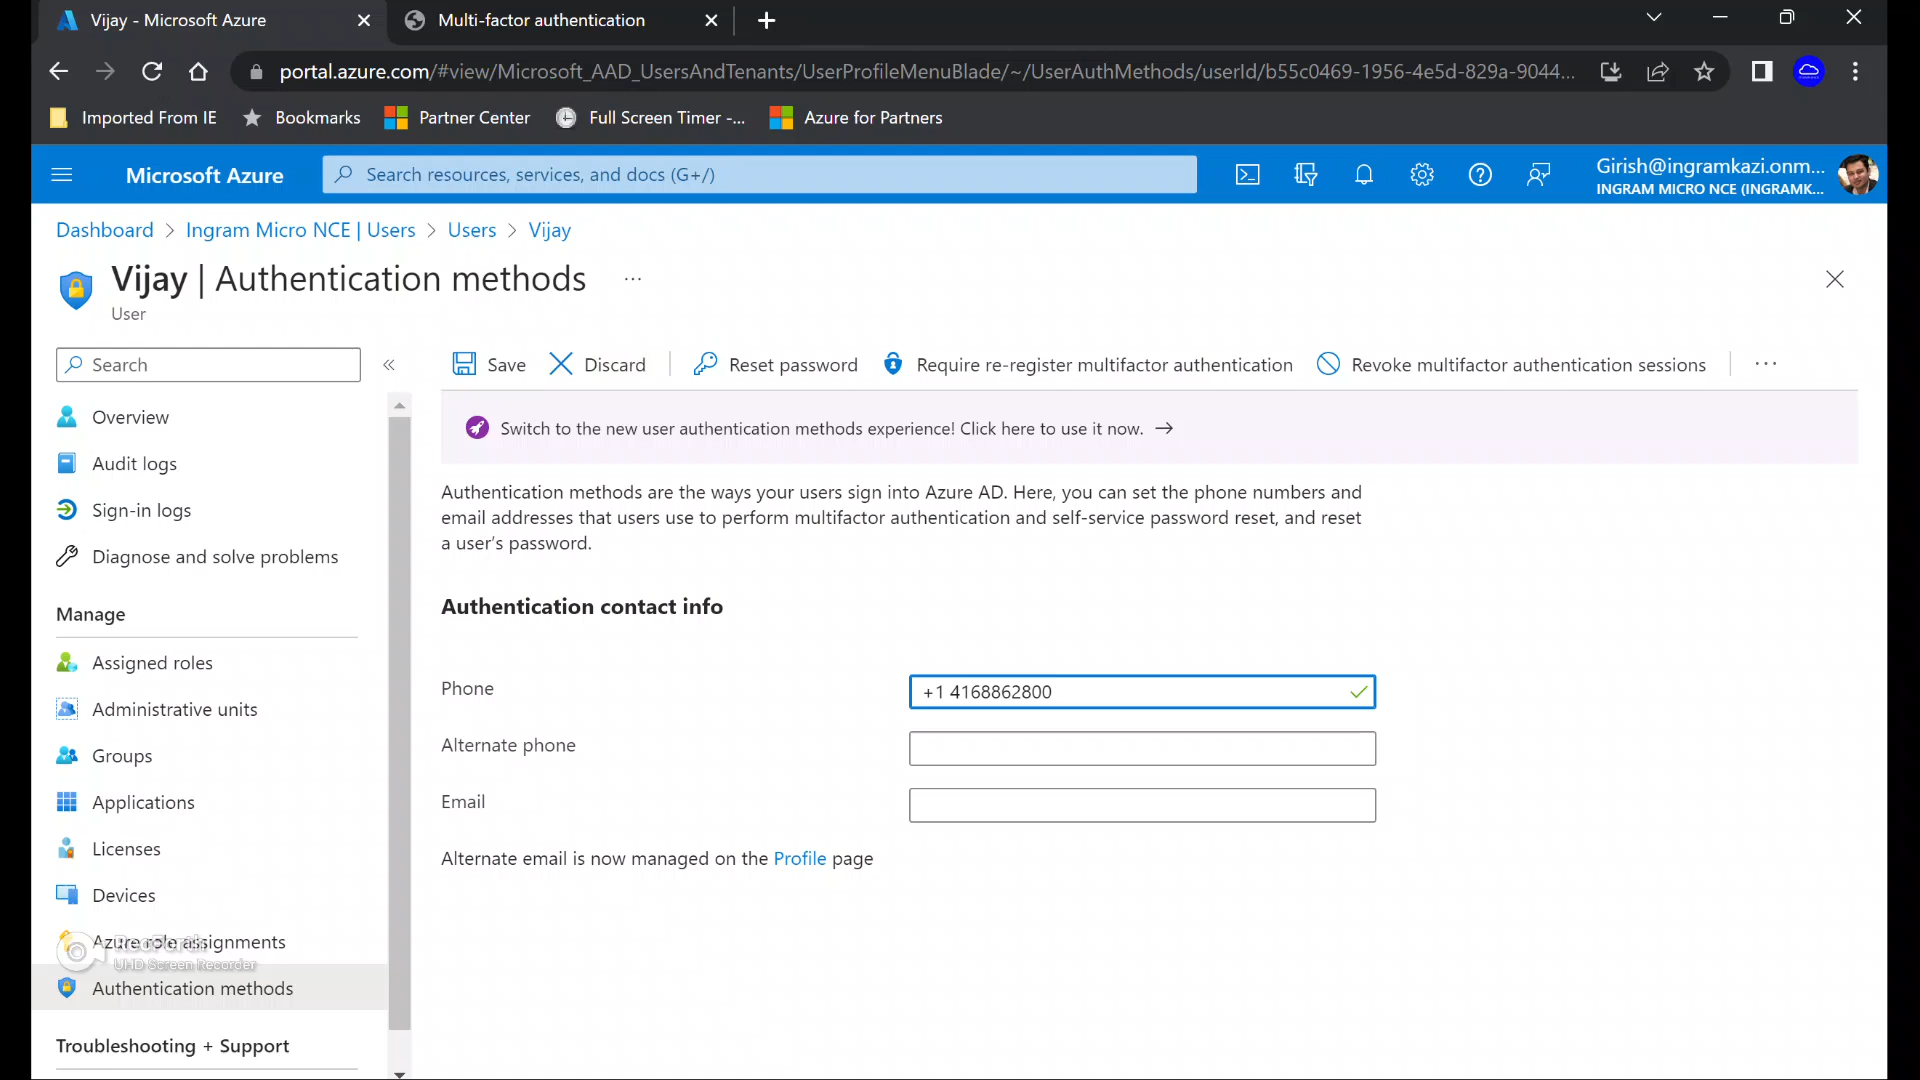 Vijay - Microsoft Azure
Multi-factor authentication
portal.azure.com/#view/Microsoft_AAD_UsersAndTenants/UserProfileMenuBlade/~/UserAuthMethods/userId/b55c0469-1956-4e5d-829a-9044...
Imported From IE
Bookmarks
Partner Center
Full Screen Timer -...
Azure for Partners
Microsoft Azure
Search resources, services, and docs (G+/)
Girish@ingramkazi.onm...
INGRAM MICRO NCE (INGRAMK...
Dashboard > Ingram Micro NCE | Users > Users > Vijay
Vijay | Authentication methods ...
User
Search
Save
Discard
Reset password
Require re-register multifactor authentication
Revoke multifactor authentication sessions
Switch to the new user authentication methods experience! Click here to use it now. →
Overview
Audit logs
Sign-in logs
Diagnose and solve problems
Manage
Assigned roles
Administrative units
Groups
Applications
Licenses
Devices
Azure role assignments
RecForth
UHD Screen Recorder
Authentication methods
Troubleshooting + Support
Authentication methods are the ways your users sign into Azure AD. Here, you can set the phone numbers and
email addresses that users use to perform multifactor authentication and self-service password reset, and reset
a user's password.
Authentication contact info
Phone
+1 4168862800
Alternate phone
Email
Alternate email is now managed on the Profile page